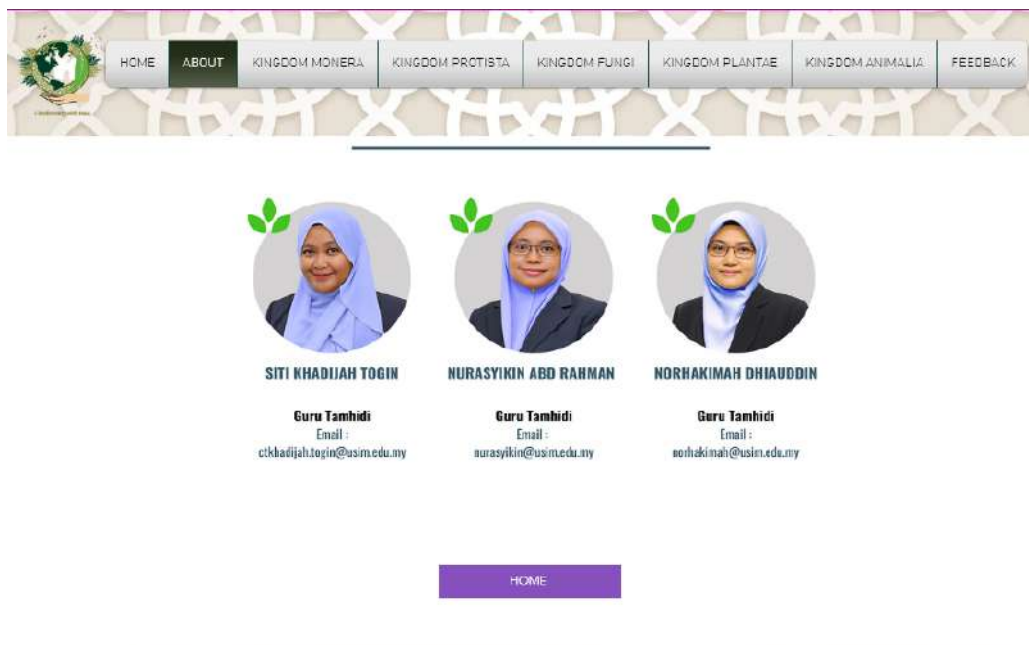 HOME ABOUT KINGDOM MONERA KINGDOM PROTISTA KINGDOM FUNGI KINGDOM PLANTAE KINGDOM ANIMALIA FEEDBACK
SITI KHADIJAH TOGIN NURASYIKIN ABD RAHMAN NORHAKIMAH DHIAUDDIN
Guru Tamhidi Guru Tamhidi Guru Tamhidi
Email : Email : Email :
ctkhadijah.togin@usim.edu.my nurasyikin@usim.edu.my norhakimah@usim.edu.my
HOME